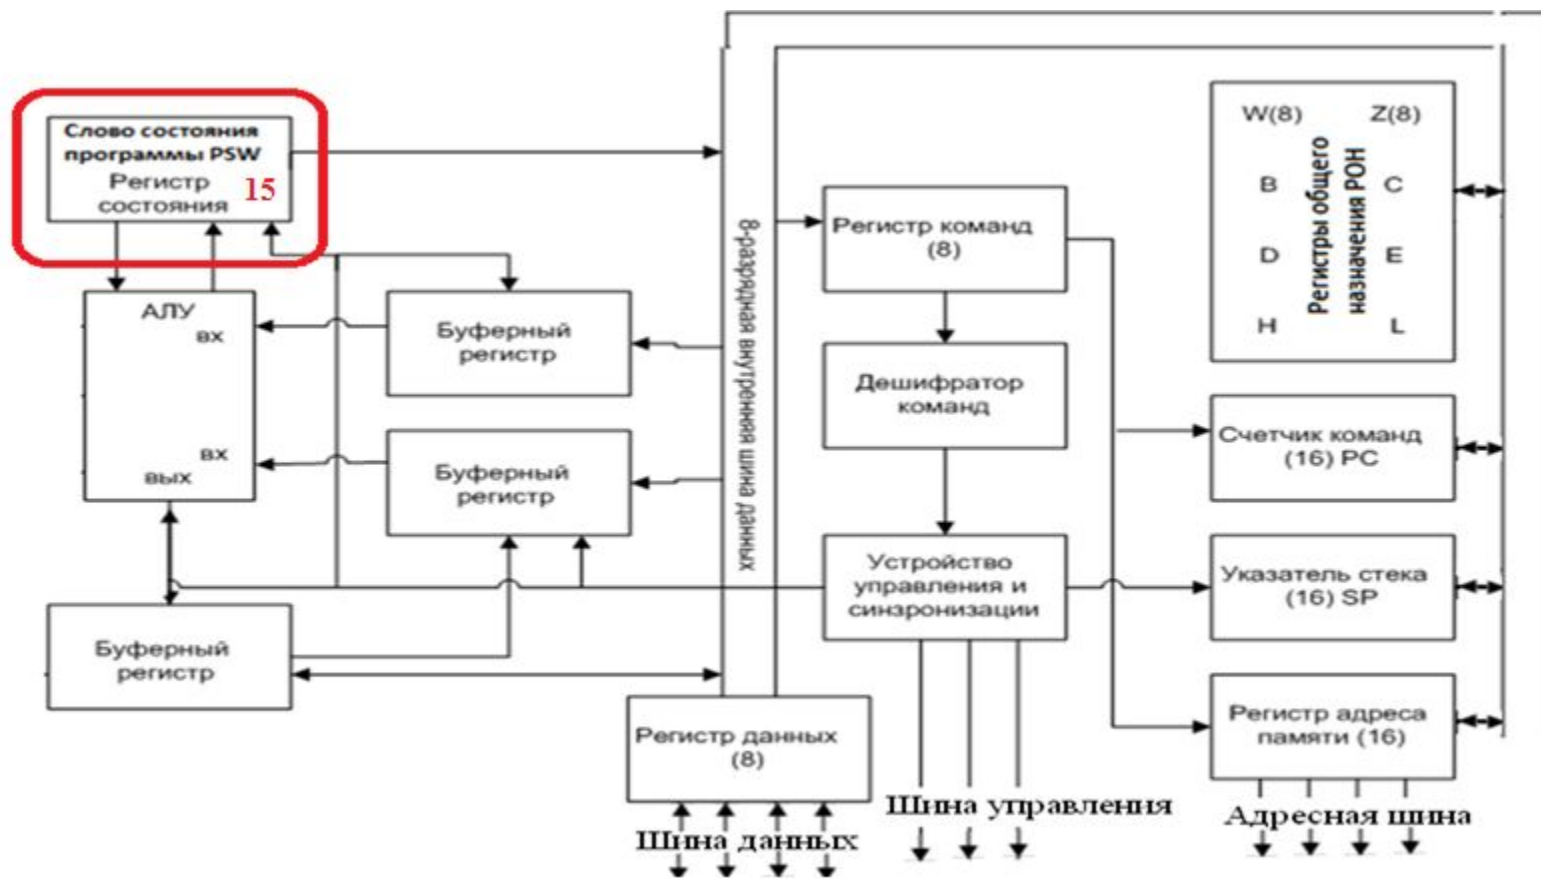 Слово состояния
программы PSW
Регистр
состояния
15
АЛУ
вх
вх
вых
Буферный
регистр
Буферный
регистр
Буферный
регистр
8-разрядная внутренняя шина данных
Регистр данных
(8)
Шина данных
Регистр команд
(8)
Дешифратор
команд
Устройство
управления и
синзронизации
Шина управления
W(8) Z(8)
B C
D E
H L
Регистры общего
назначения РОН
Счетчик команд
(16) PC
Указатель стека
(16) SP
Регистр адреса
памяти (16)
Адресная шина